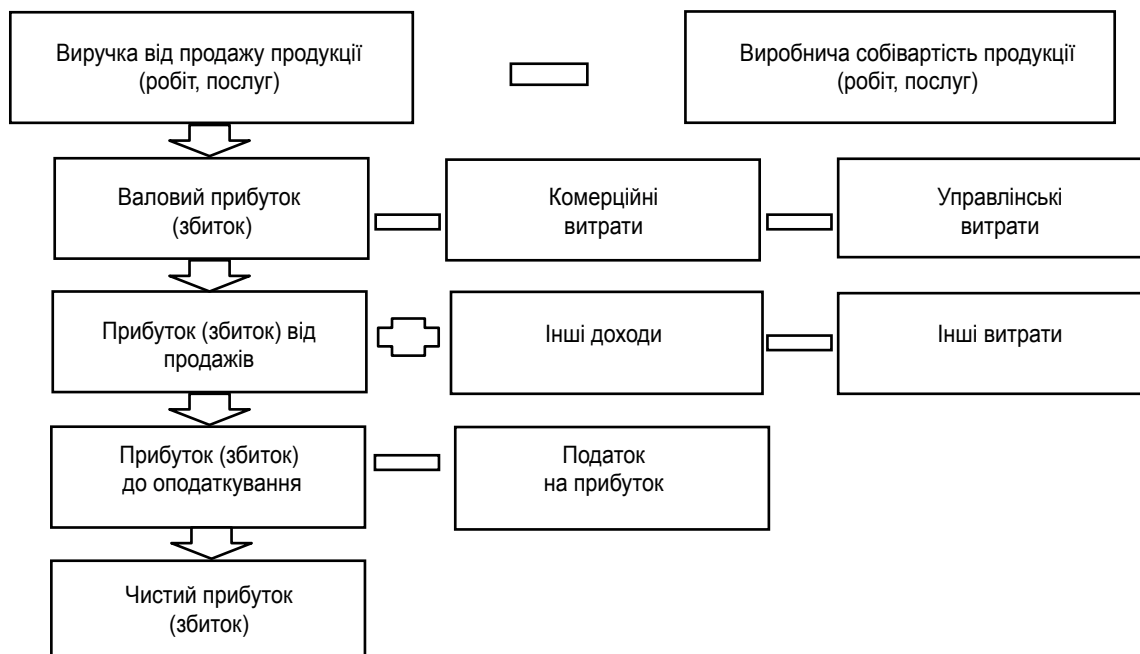 Виручка від продажу продукції
(робіт, послуг)
Виробнича собівартість продукції
(робіт, послуг)
Валовий прибуток
(збиток)
Комерційні
витрати
Управлінські
витрати
Прибуток (збиток) від
продажів
Інші доходи
Інші витрати
Прибуток (збиток)
до оподаткування
Податок
на прибуток
Чистий прибуток
(збиток)